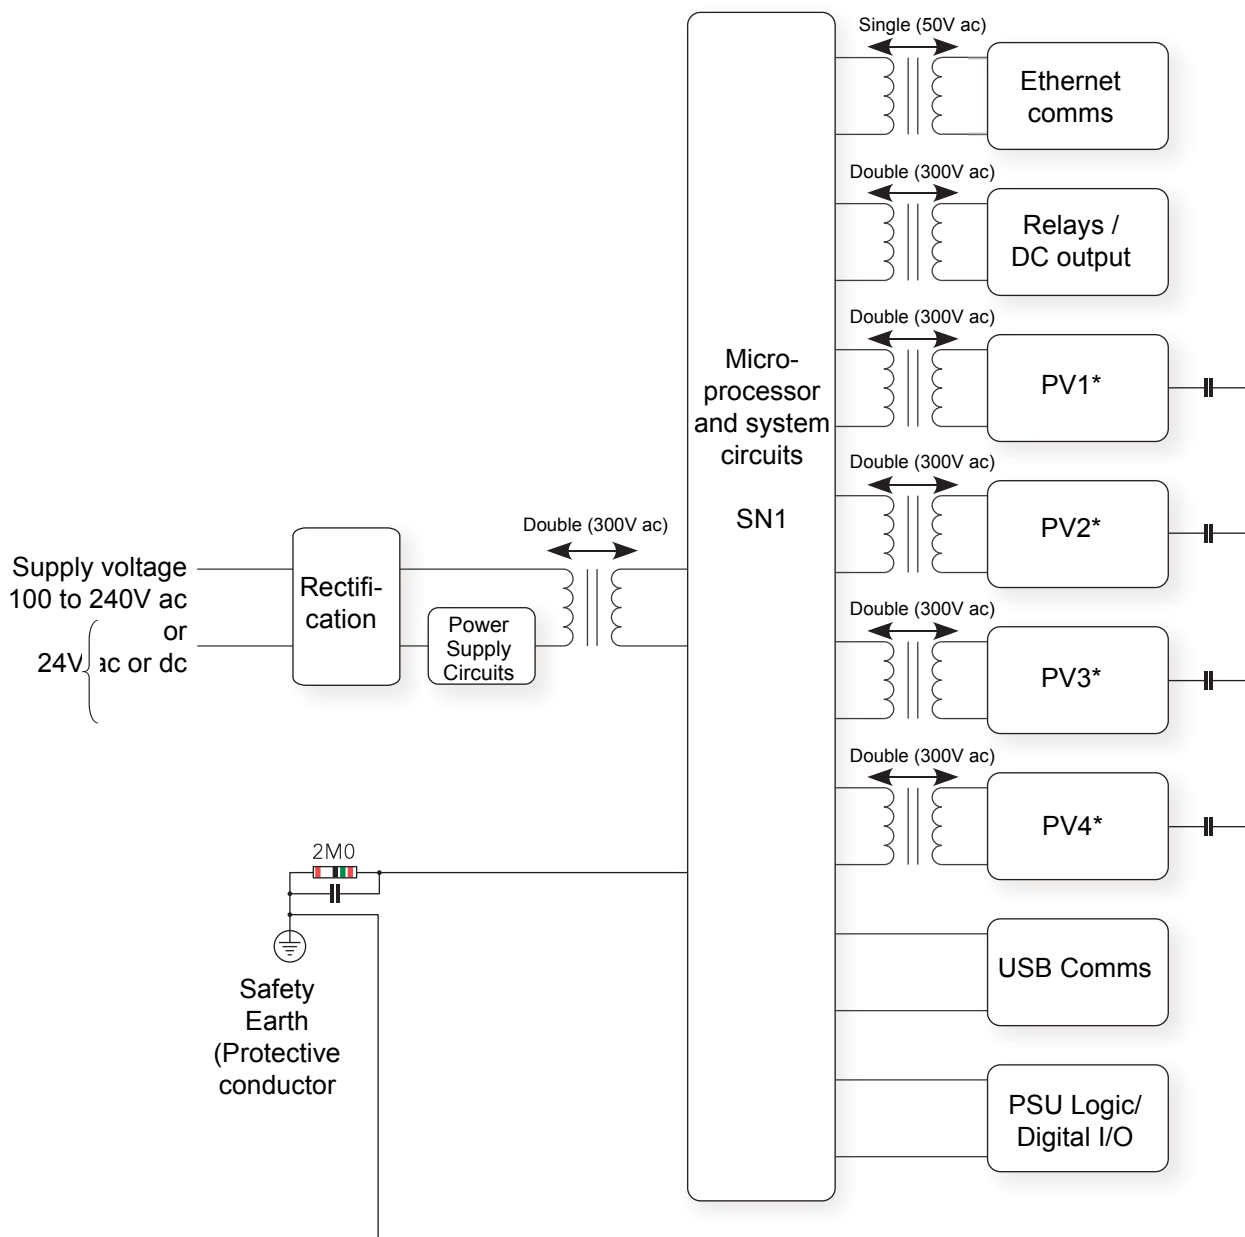 Single (50V ac)
Ethernet
comms
Double (300V ac)
Relays /
DC output
Double (300V ac)
PV1*
Micro-
processor
and system
circuits
SN1
Double (300V ac)
PV2*
Double (300V ac)
Supply voltage
100 to 240V ac
or
24V ac or dc
Rectifi-
cation
Power
Supply
Circuits
Double (300V ac)
PV3*
Double (300V ac)
PV4*
2M0
Safety
Earth
(Protective
conductor
USB Comms
PSU Logic/
Digital I/O